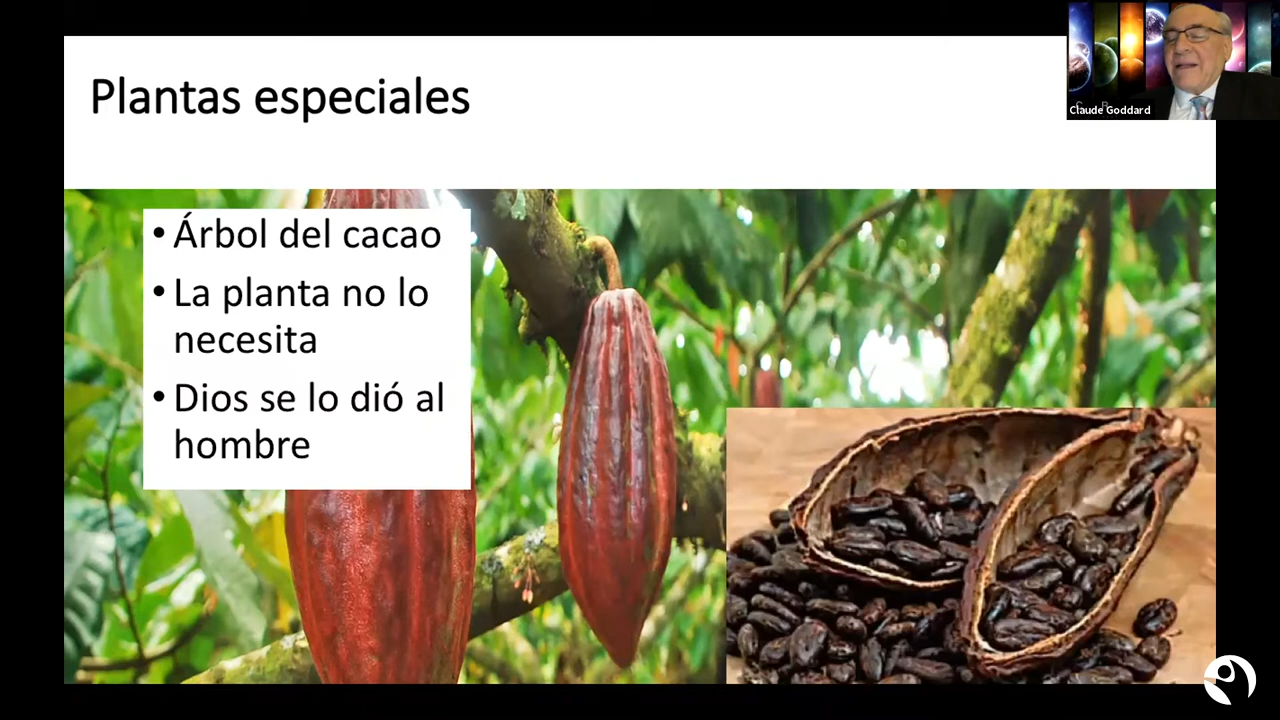 Plantas especiales
Claude Goddard
• Árbol del cacao
• La planta no lo
necesita
• Dios se lo dió al
hombre